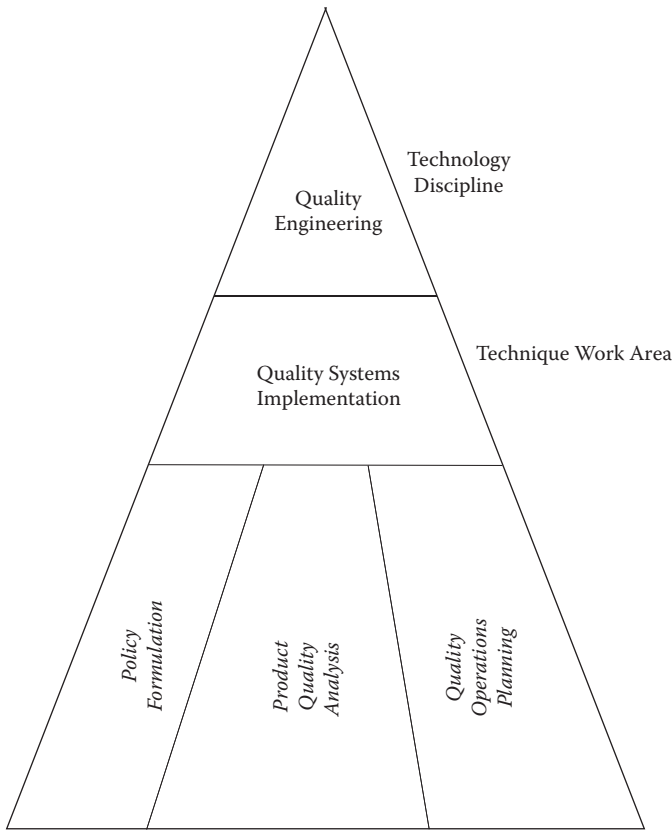 Technology
Discipline
Quality
Engineering
Technique Work Area
Quality Systems
Implementation
Policy
Formulation
Product
Quality
Analysis
Quality
Operations
Planning